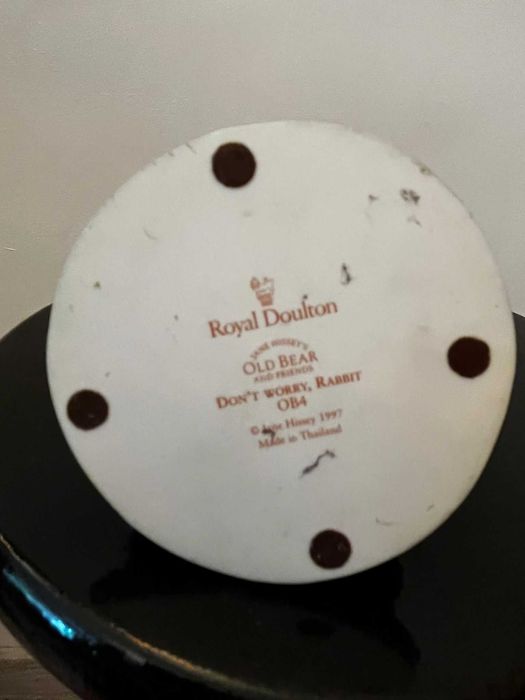 Royal Doulton
JANE HISSEY'S
OLD BEAR
AND FRIENDS
DON'T WORRY, RABBIT
OB4
© Jane Hissey 1997
Made in Thailand